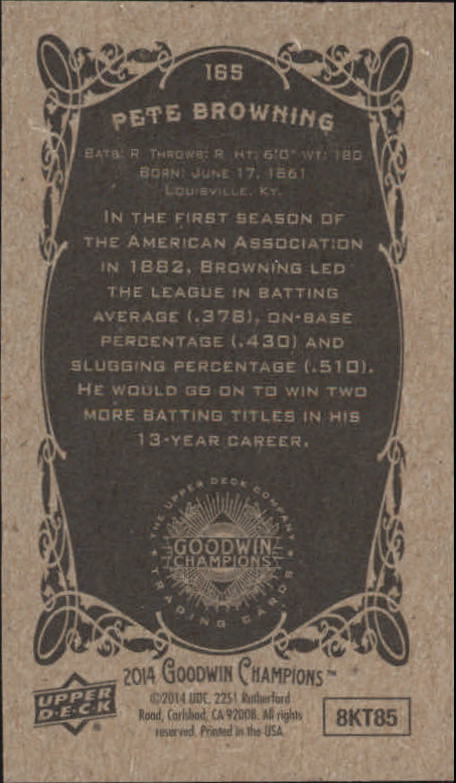 165
PETE BROWNING
BATS: R THROWS: R HT: 6'0" WT: 180
BORN: JUNE 17, 1861
LOUISVILLE, KY.
IN THE FIRST SEASON OF
THE AMERICAN ASSOCIATION
IN 1882, BROWNING LED
THE LEAGUE IN BATTING
AVERAGE (.378), ON-BASE
PERCENTAGE (.430) AND
SLUGGING PERCENTAGE (.510).
HE WOULD GO ON TO WIN TWO
MORE BATTING TITLES IN HIS
13-YEAR CAREER.
THE UPPER DECK COMPANY
GOODWIN
CHAMPIONS
TRADING CARDS
2014 GOODWIN CHAMPIONS™
UPPER
D·E·C·K®
©2014 UDC, 2251 Rutherford
Road, Carlsbad, CA 92008. All rights
reserved. Printed in the USA
8KT85